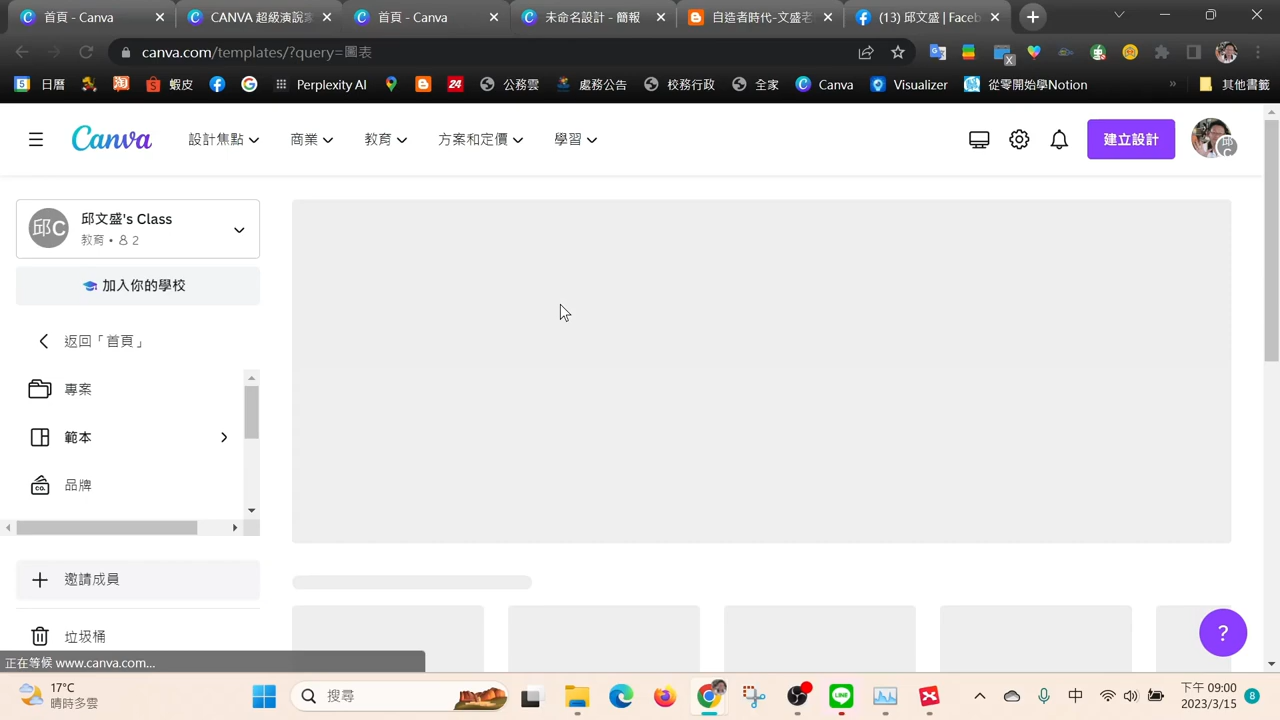 首頁 - Canva
CANVA 超級演說家
首頁 - Canva
未命名設計 - 簡報
自造者時代-文盛老
(13) 邱文盛 | Faceb
canva.com/templates/?query=圖表
日曆
淘
蝦皮
24
Perplexity AI
公務雲
處務公告
校務行政
全家
Canva
Visualizer
從零開始學Notion
»
其他書籤
Canva
設計焦點
商業
教育
方案和定價
學習
建立設計
邱C
邱文盛's Class
教育 • 2
加入你的學校
返回「首頁」
專案
範本
品牌
邀請成員
垃圾桶
?
正在等候 www.canva.com...
17°C
晴時多雲
搜尋
中
下午 09:00
2023/3/15
8